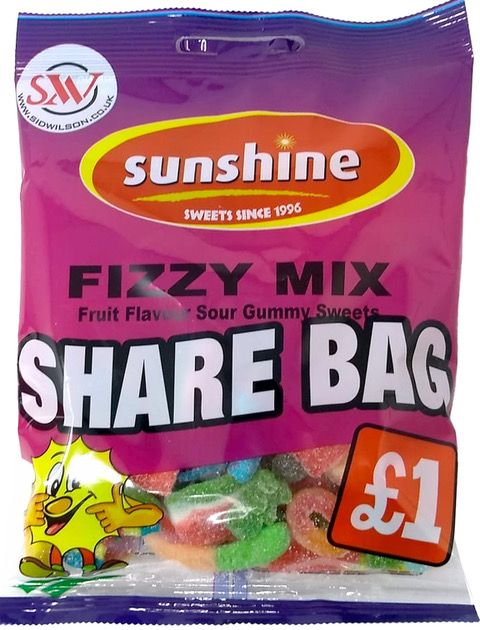 SW
WWW.SIDWILSON.CO.UK
sunshine
SWEETS SINCE 1996
FIZZY MIX
Fruit Flavour Sour Gummy Sweets
SHARE BAG
£1